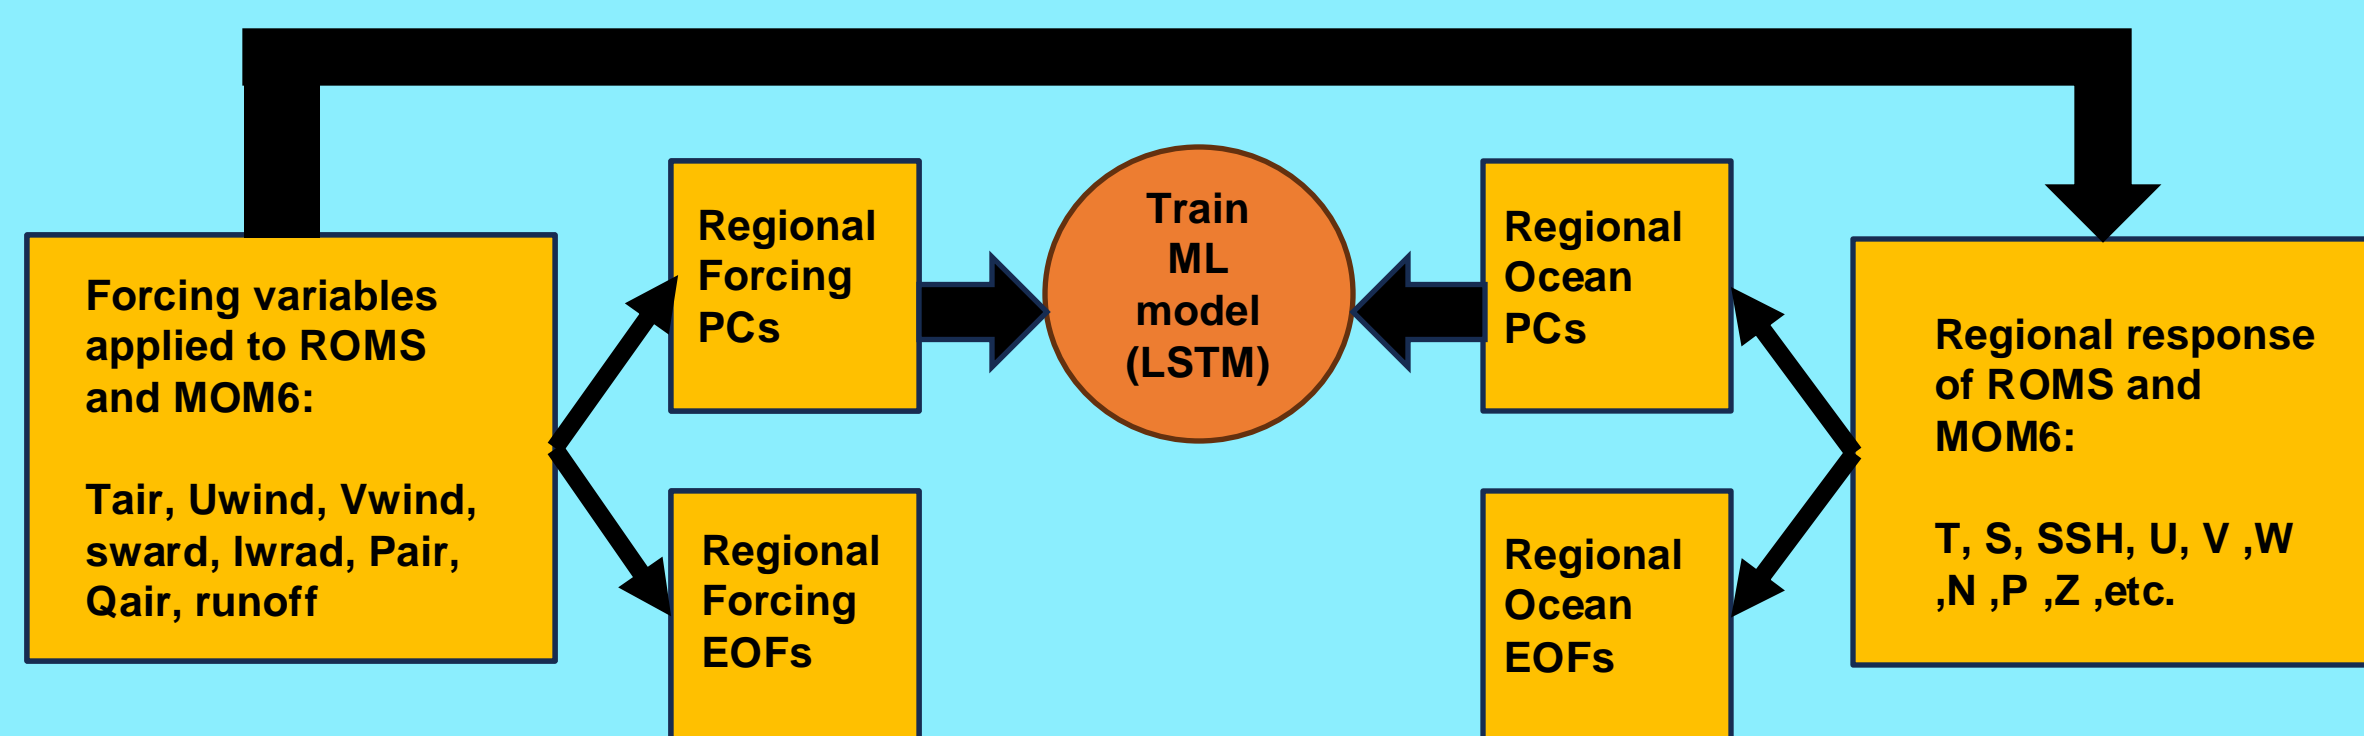 Forcing variables
applied to ROMS
and MOM6:
Tair, Uwind, Vwind,
sward, lwrad, Pair,
Qair, runoff
Regional
Forcing
PCs
Regional
Forcing
EOFs
Train
ML
model
(LSTM)
Regional
Ocean
PCs
Regional
Ocean
EOFs
Regional response
of ROMS and
MOM6:
T, S, SSH, U, V ,W
,N ,P ,Z ,etc.